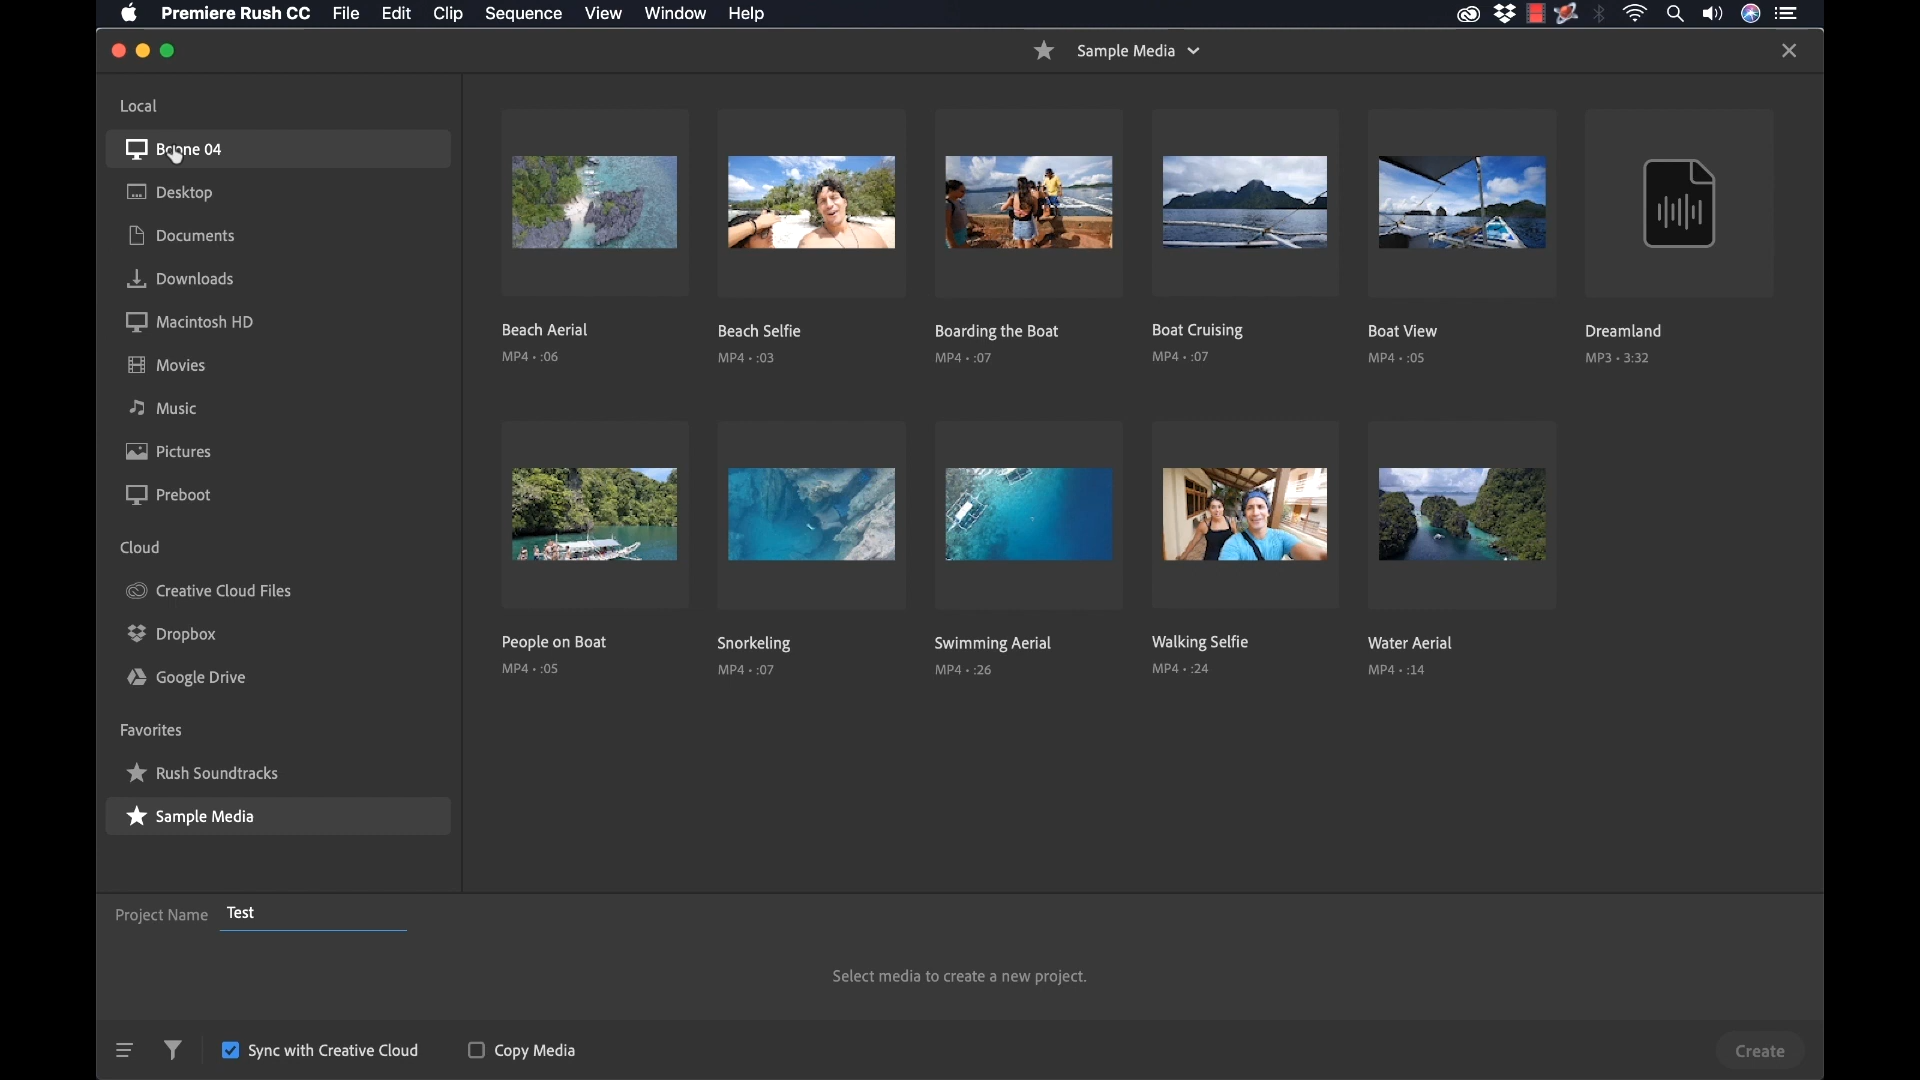 Premiere Rush CC File Edit Clip Sequence View Window Help
Sample Media
Local
Boone 04
Desktop
Documents
Downloads
Macintosh HD
Movies
Music
Pictures
Preboot
Cloud
Creative Cloud Files
Dropbox
Google Drive
Favorites
Rush Soundtracks
Sample Media
Beach Aerial
MP4 • :06
Beach Selfie
MP4 • :03
Boarding the Boat
MP4 • :07
Boat Cruising
MP4 • :07
Boat View
MP4 • :05
Dreamland
MP3 • 3:32
People on Boat
MP4 • :05
Snorkeling
MP4 • :07
Swimming Aerial
MP4 • :26
Walking Selfie
MP4 • :24
Water Aerial
MP4 • :14
Project Name Test
Select media to create a new project.
Sync with Creative Cloud Copy Media Create